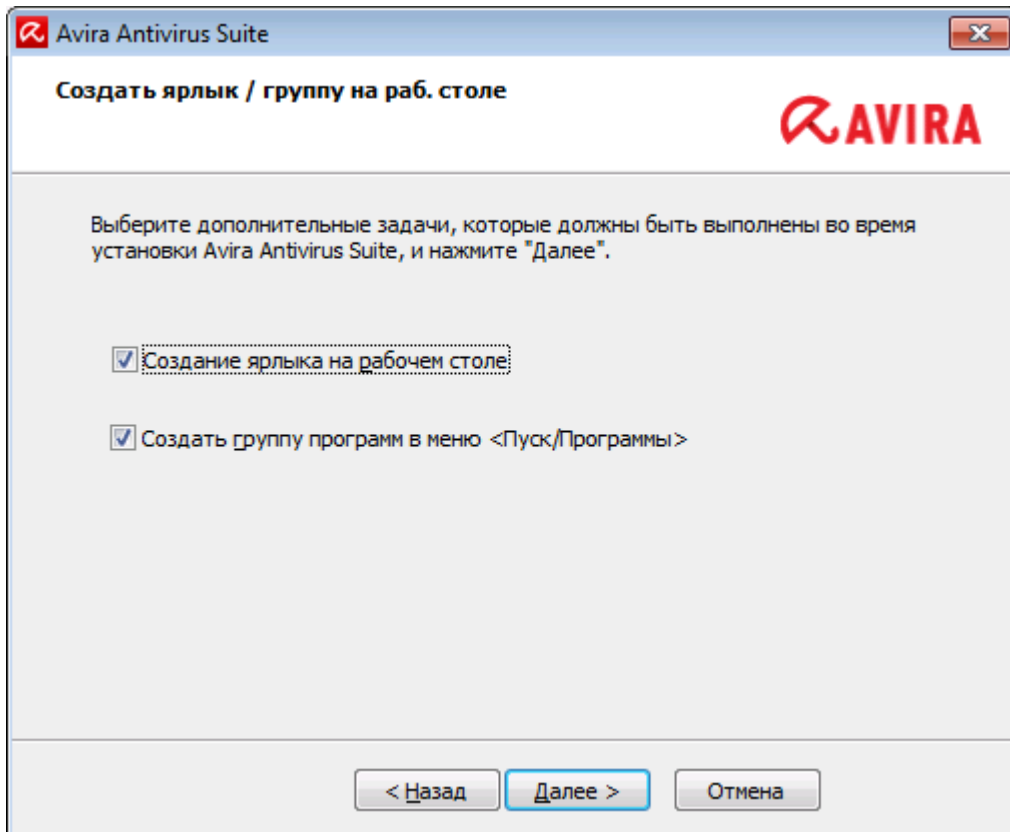 Avira Antivirus Suite
Создать ярлык / группу на раб. столе
AVIRA
Выберите дополнительные задачи, которые должны быть выполнены во время
установки Avira Antivirus Suite, и нажмите "Далее".
Создание ярлыка на рабочем столе
Создать группу программ в меню <Пуск/Программы>
< Назад Далее > Отмена